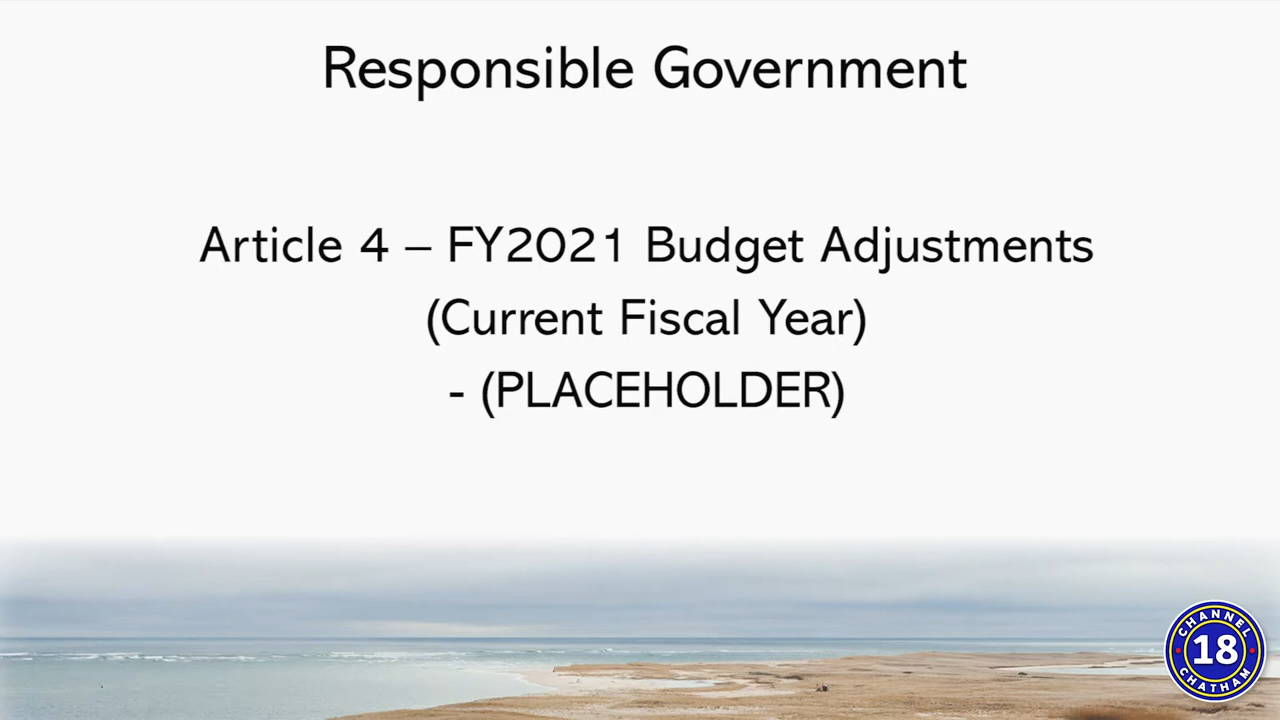 Responsible Government
Article 4 – FY2021 Budget Adjustments
(Current Fiscal Year)
- (PLACEHOLDER)
CHANNEL
18
CHATHAM